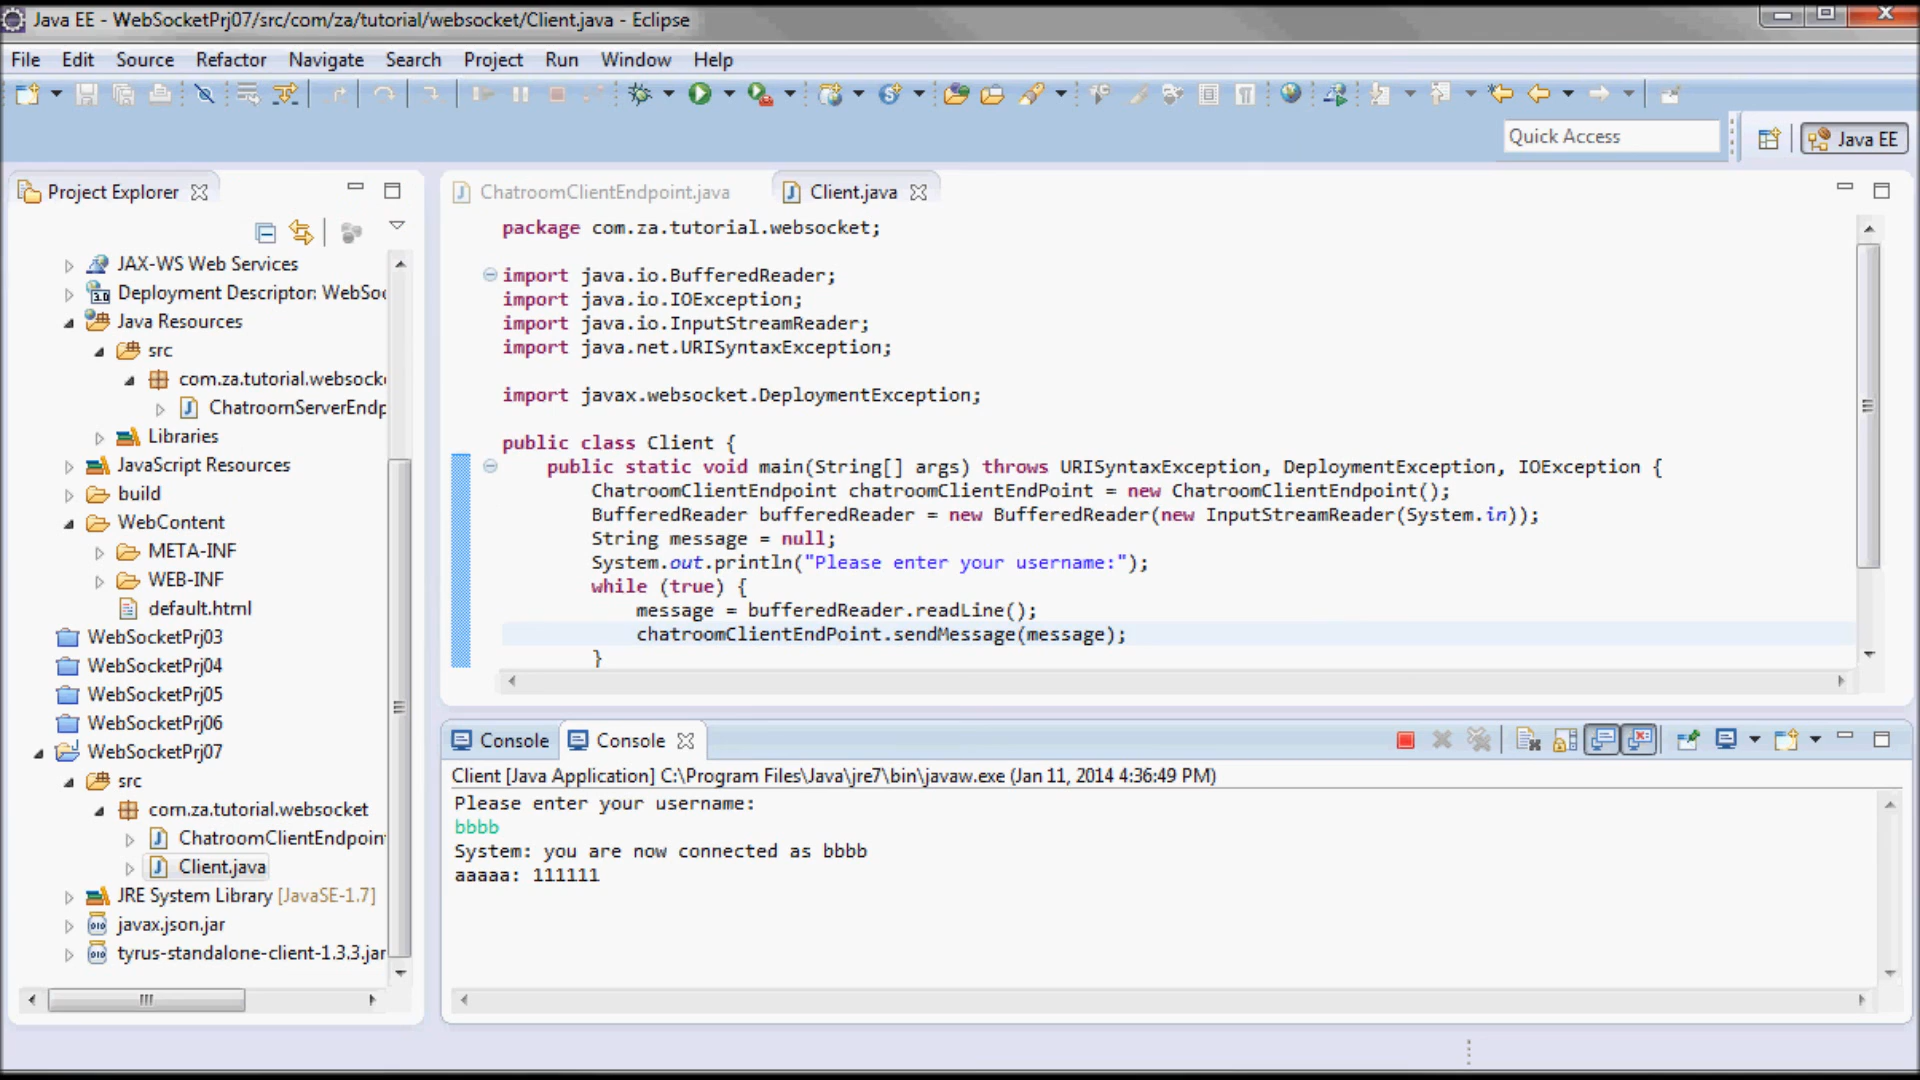 Java EE - WebSocketPrj07/src/com/za/tutorial/websocket/Client.java - Eclipse
File Edit Source Refactor Navigate Search Project Run Window Help
Quick Access
Java EE
Project Explorer
JAX-WS Web Services
Deployment Descriptor: WebSoc
Java Resources
src
com.za.tutorial.websock
ChatroomServerEndp
Libraries
JavaScript Resources
build
WebContent
META-INF
WEB-INF
default.html
WebSocketPrj03
WebSocketPrj04
WebSocketPrj05
WebSocketPrj06
WebSocketPrj07
src
com.za.tutorial.websocket
ChatroomClientEndpoin
Client.java
JRE System Library [JavaSE-1.7]
javax.json.jar
tyrus-standalone-client-1.3.3.jar
ChatroomClientEndpoint.java
Client.java
package com.za.tutorial.websocket;
import java.io.BufferedReader;
import java.io.IOException;
import java.io.InputStreamReader;
import java.net.URISyntaxException;
import javax.websocket.DeploymentException;
public class Client {
public static void main(String[] args) throws URISyntaxException, DeploymentException, IOException {
ChatroomClientEndpoint chatroomClientEndPoint = new ChatroomClientEndpoint();
BufferedReader bufferedReader = new BufferedReader(new InputStreamReader(System.in));
String message = null;
System.out.println("Please enter your username:");
while (true) {
message = bufferedReader.readLine();
chatroomClientEndPoint.sendMessage(message);
}
Console
Console
Client [Java Application] C:\Program Files\Java\jre7\bin\javaw.exe (Jan 11, 2014 4:36:49 PM)
Please enter your username:
bbbb
System: you are now connected as bbbb
aaaaa: 111111